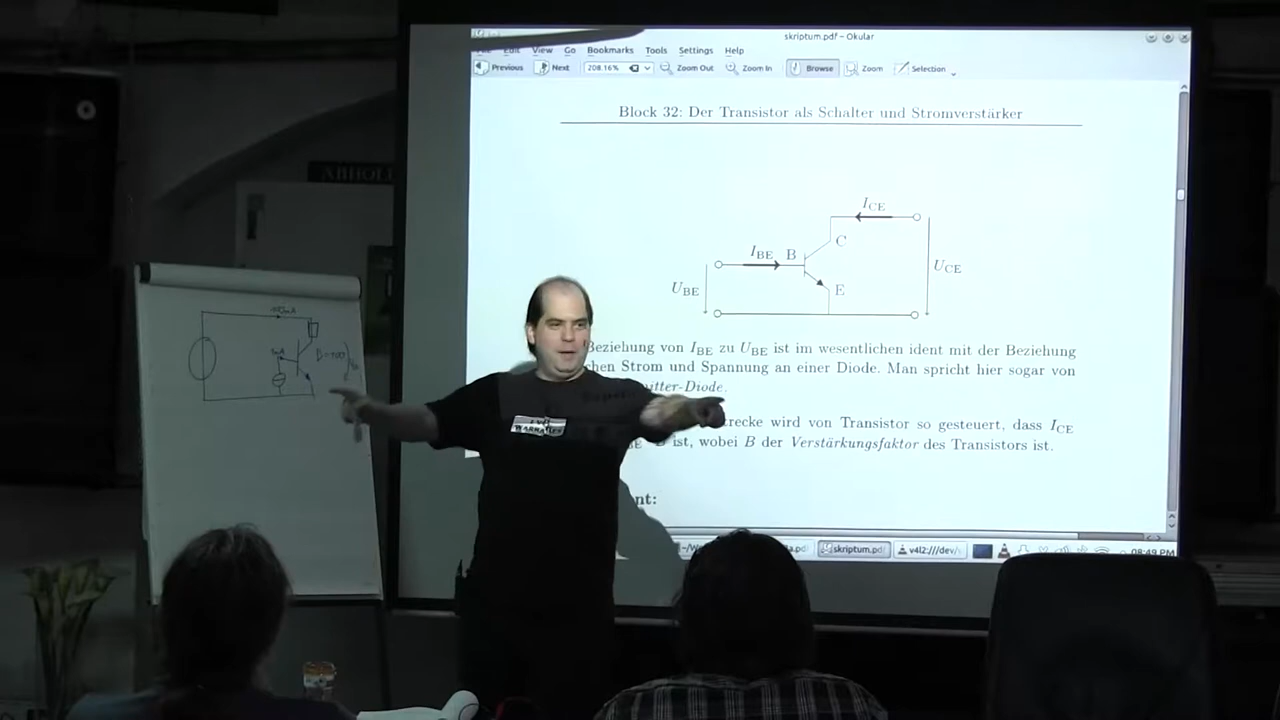 skriptum.pdf – Okular
Edit View Go Bookmarks Tools Settings Help
Previous Next 208.16% Zoom Out Zoom In Browse Zoom Selection
Block 32: Der Transistor als Schalter und Stromverstärker
ICE
IBE B C
UBE UCE
E
Beziehung von IBE zu UBE ist im wesentlichen ident mit der Beziehung
chen Strom und Spannung an einer Diode. Man spricht hier sogar von
itter-Diode.
trecke wird von Transistor so gesteuert, dass ICE
B ist, wobei B der Verstärkungsfaktor des Transistors ist.
nt:
skriptum.pd v4l2:///dev/ 08:49 PM
ABHOL